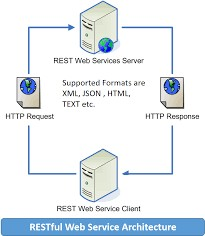 REST Web Services Server
Supported Formats are
XML, JSON , HTML,
TEXT etc.
HTTP Request
HTTP Response
REST Web Service Client
RESTful Web Service Architecture